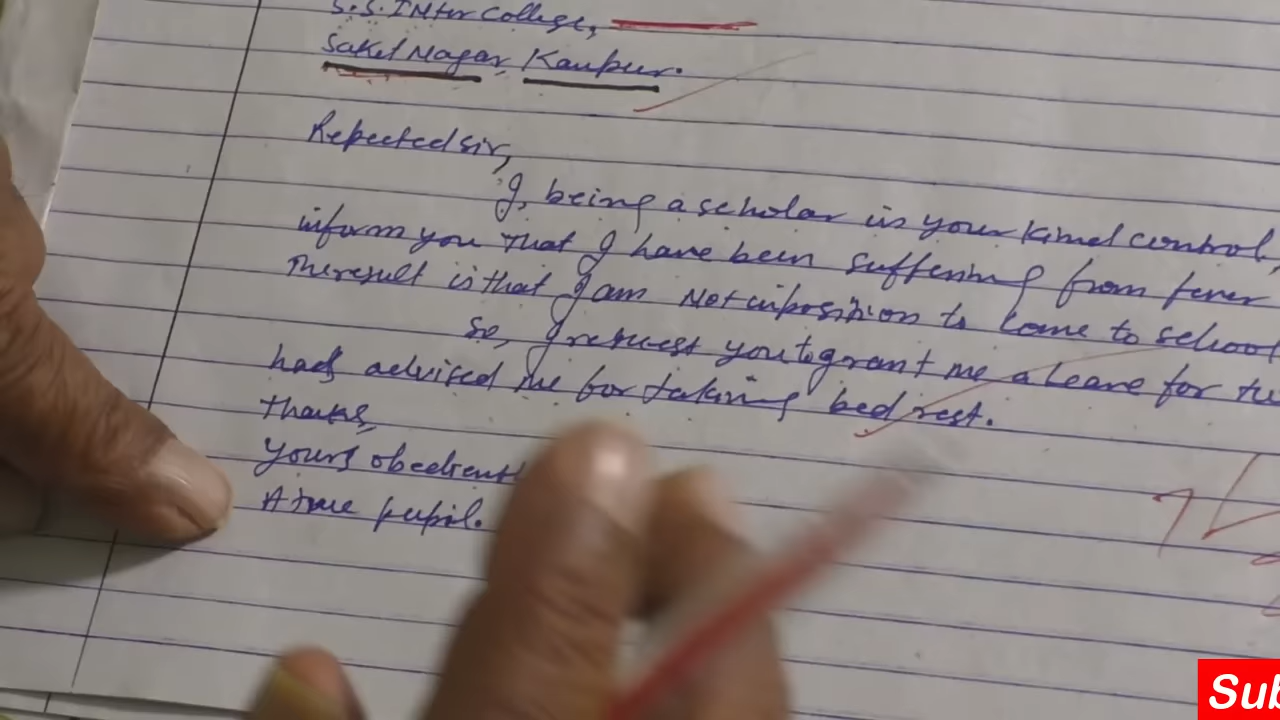 S.S. Inter College,
Saket Nagar, Kanpur.
Repected sir,
I, being a scholar in your kind control,
inform you that I have been suffering from fever
The result is that I am not in position to come to school
So, I request you to grant me a leave for
had advised me for taking bed rest.
Thanks,
Yours obedient
A true pupil.
Sub